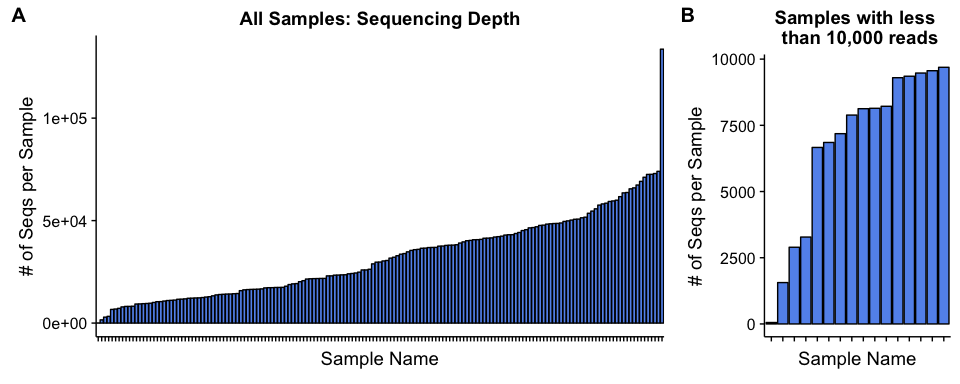 A
All Samples: Sequencing Depth
# of Seqs per Sample
1e+05
5e+04
0e+00
Sample Name
B
Samples with less
than 10,000 reads
# of Seqs per Sample
10000
7500
5000
2500
0
Sample Name